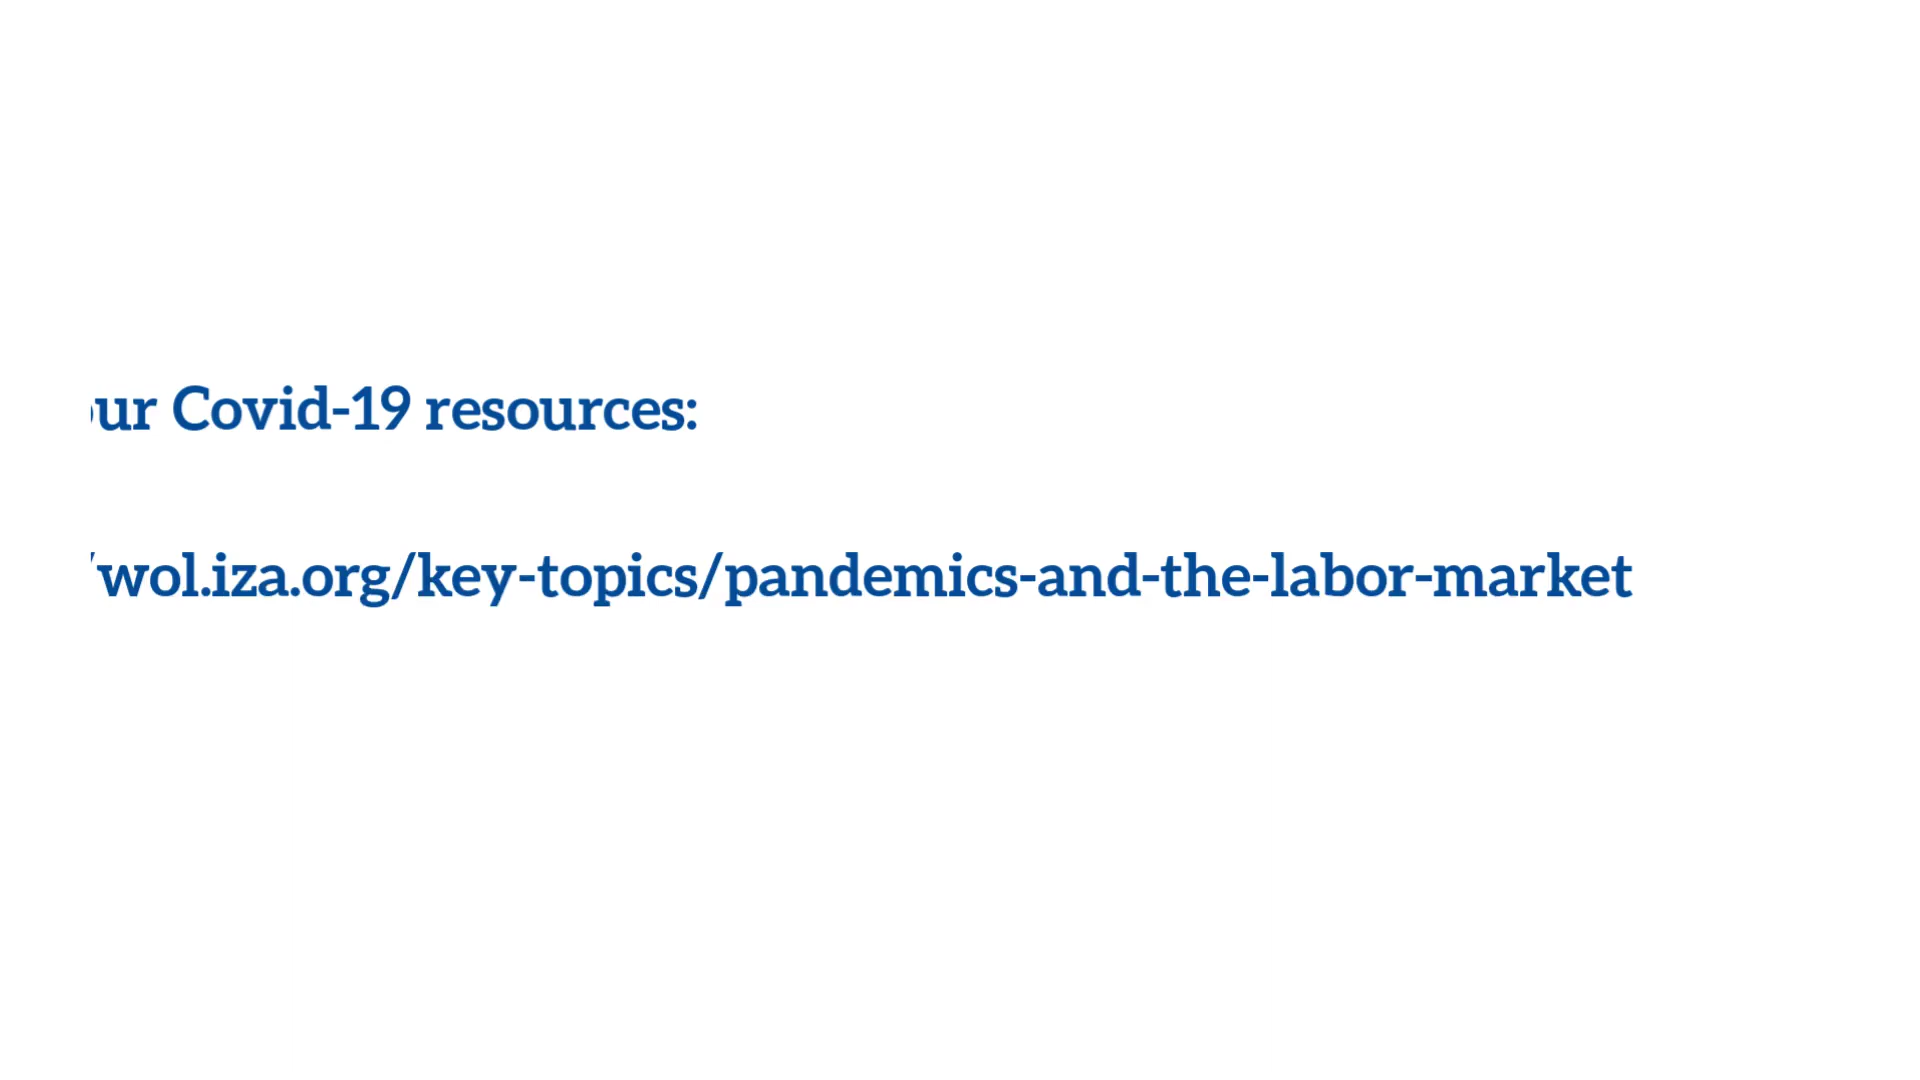 ur Covid-19 resources:
/wol.iza.org/key-topics/pandemics-and-the-labor-market